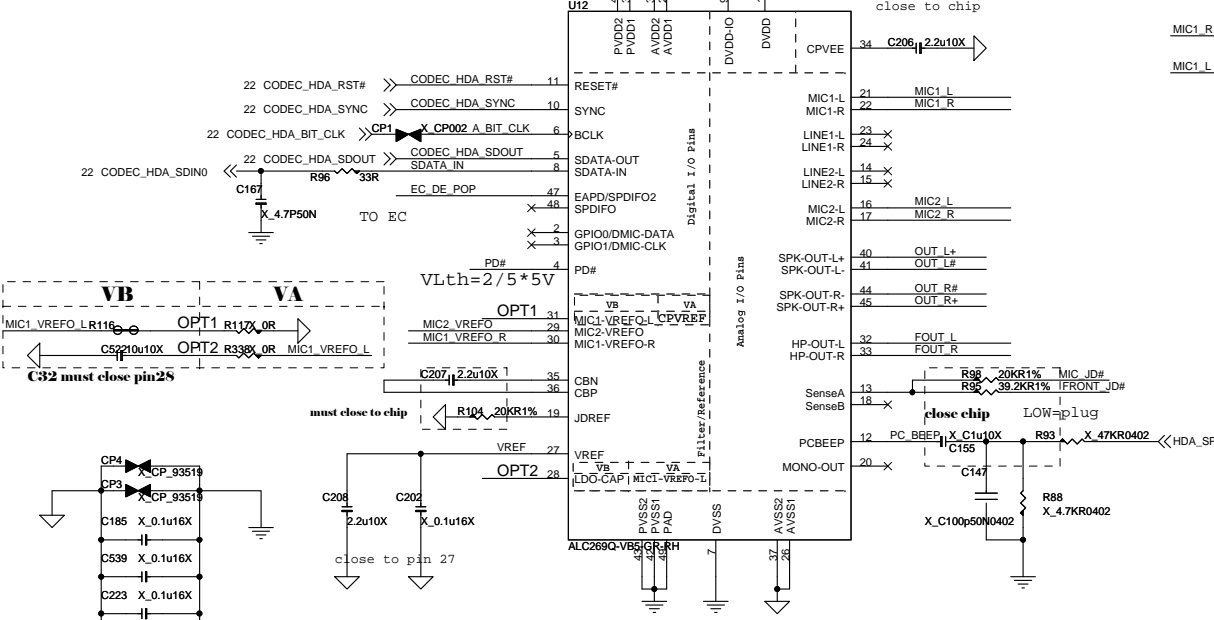 U12
close to chip
PVDD2
PVDD1
AVDD2
AVDD1
DVDD-IO
DVDD
CPVEE
34
C206
2.2u10X
MIC1_R
MIC1_L
22 CODEC_HDA_RST#
CODEC_HDA_RST#
11
RESET#
22 CODEC_HDA_SYNC
CODEC_HDA_SYNC
10
SYNC
22 CODEC_HDA_BIT_CLK
CP1
X_CP002
A_BIT_CLK
6
BCLK
22 CODEC_HDA_SDOUT
CODEC_HDA_SDOUT
5
SDATA-OUT
22 CODEC_HDA_SDIN0
R96
33R
SDATA_IN
8
SDATA-IN
C167
X_4.7P50N
EC_DE_POP
47
EAPD/SPDIFO2
TO EC
48
SPDIFO
2
GPIO0/DMIC-DATA
3
GPIO1/DMIC-CLK
PD#
4
PD#
VLth=2/5*5V
Digital I/O Pins
Analog I/O Pins
Filter/Reference
MIC1-L
21
MIC1_L
MIC1-R
22
MIC1_R
LINE1-L
23
LINE1-R
24
LINE2-L
14
LINE2-R
15
MIC2-L
16
MIC2_L
MIC2-R
17
MIC2_R
SPK-OUT-L+
40
OUT_L+
SPK-OUT-L-
41
OUT_L#
SPK-OUT-R-
44
OUT_R#
SPK-OUT-R+
45
OUT_R+
HP-OUT-L
32
FOUT_L
HP-OUT-R
33
FOUT_R
VB
VA
MIC1_VREFO_L
R116
OPT1
R117
X_0R
C522
10u10X
OPT2
R338
X_0R
MIC1_VREFO_L
C32 must close pin28
VB
VA
OPT1
31
MIC1-VREFO-L
CPVREF
MIC2_VREFO
29
MIC2-VREFO
MIC1_VREFO_R
30
MIC1-VREFO-R
C207
2.2u10X
35
CBN
36
CBP
must close to chip
R104
20KR1%
19
JDREF
SenseA
13
R98
20KR1%
MIC_JD#
R95
39.2KR1%
FRONT_JD#
SenseB
18
close chip
LOW=plug
PCBEEP
12
PC_BEEP
X_C1u10X
C155
R93
X_47KR0402
HDA_SP
MONO-OUT
20
C147
X_C100p50N0402
R88
X_4.7KR0402
VREF
27
VREF
VB
VA
OPT2
28
LDO-CAP
MIC1-VREFO-L
CP4
X_CP_93519
CP3
X_CP_93519
C185
X_0.1u16X
C539
X_0.1u16X
C223
X_0.1u16X
C208
2.2u10X
C202
X_0.1u16X
close to pin 27
PVSS2
PVSS1
PAD
DVSS
AVSS2
AVSS1
ALC269Q-VB5-GR-RH
43
42
49
7
37
26